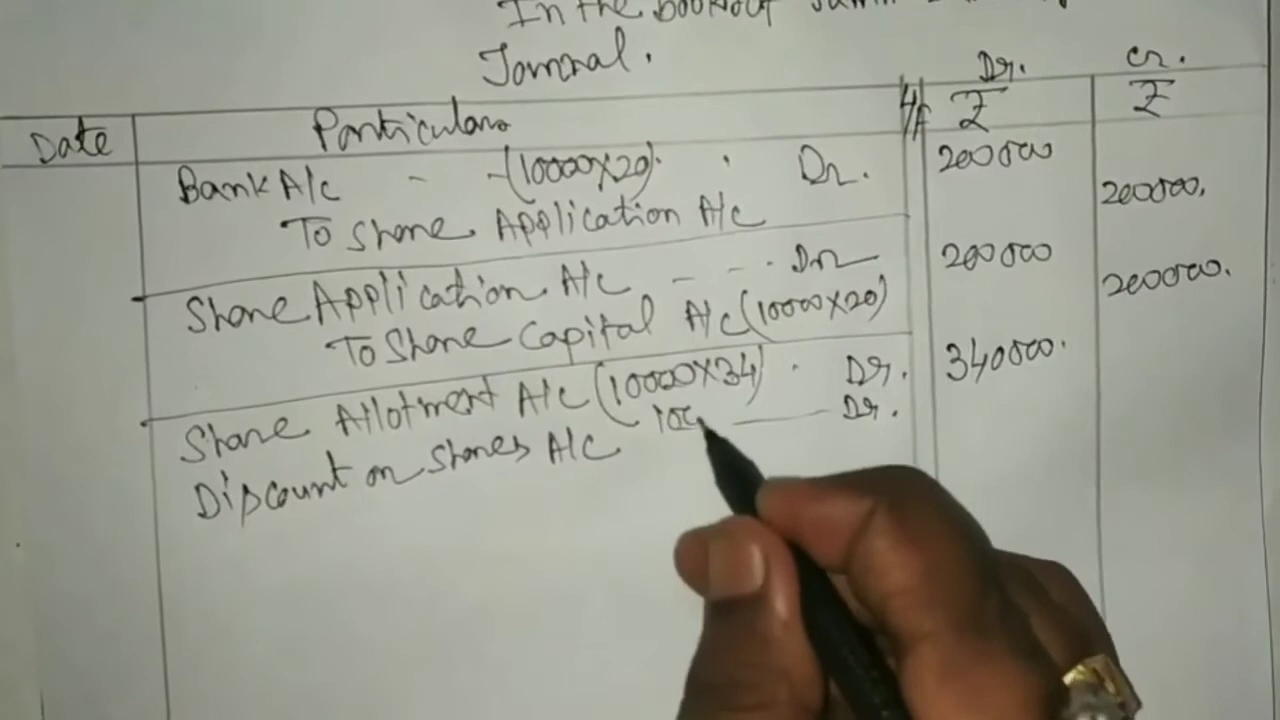 In the books of
Journal.
Date Particulars L/F Dr. ₹ Cr. ₹
Bank A/c - -(10000X20) . Dr. 200000
To Share Application A/c 200000.
Share Application A/c - - - . Dr 200000
To Share Capital A/c (10000X20) 200000.
Share Allotment A/c (10000X34) . Dr. 340000.
Discount on Shares A/c 100 Dr.